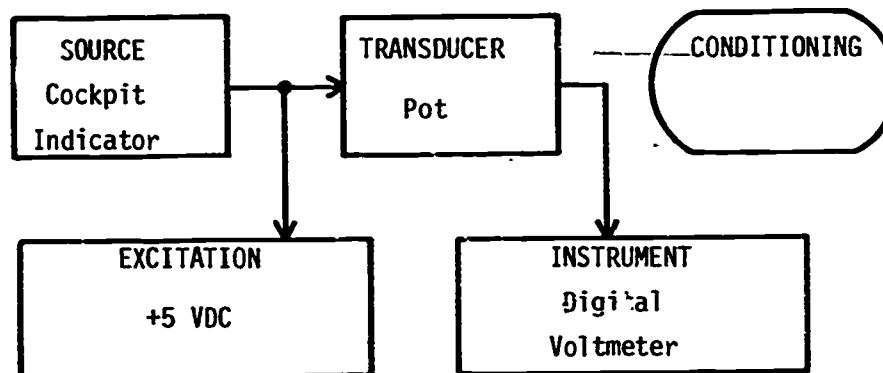 SOURCE
Cockpit
Indicator
TRANSDUCER
Pot
CONDITIONING
EXCITATION
+5 VDC
INSTRUMENT
Digital
Voltmeter